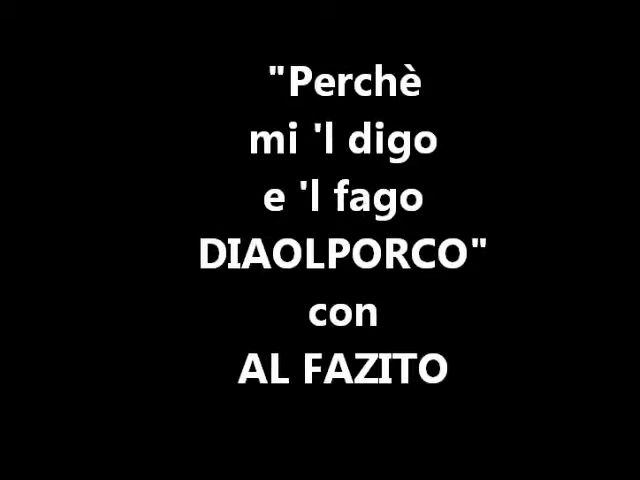 "Perchè
mi 'l digo
e 'l fago
DIAOLPORCO"
con
AL FAZITO